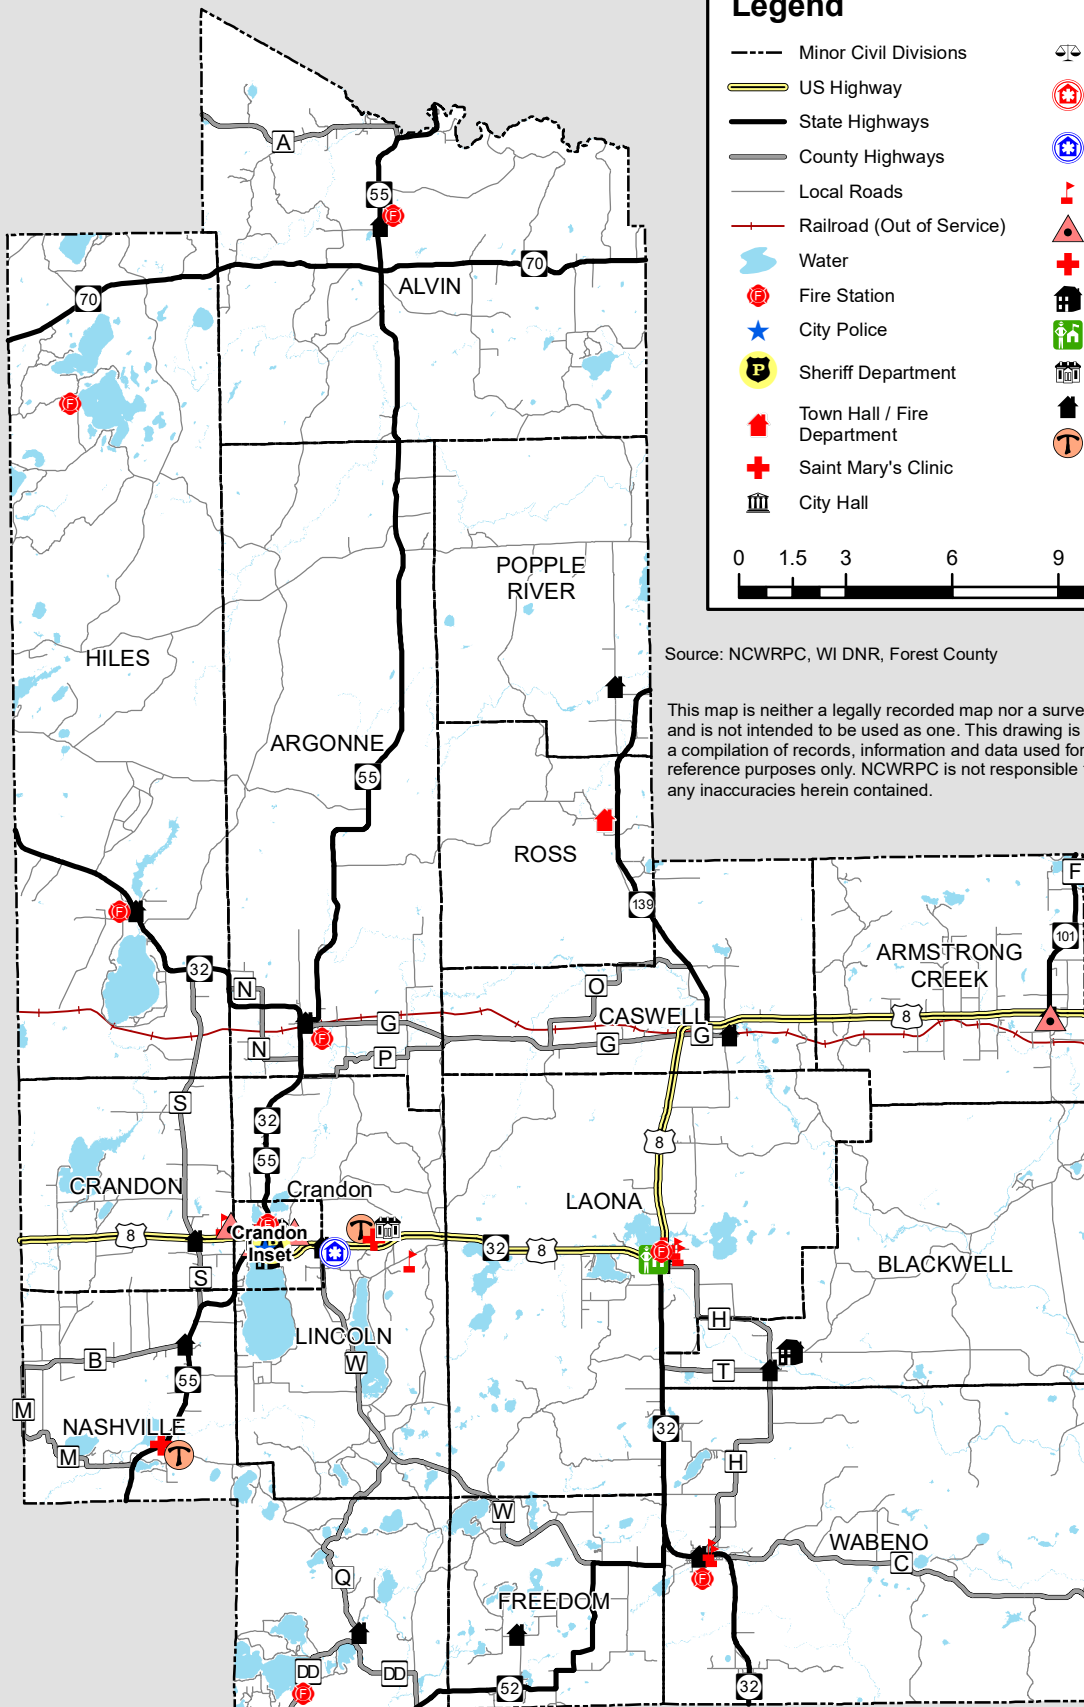 Legend
Minor Civil Divisions
US Highway
State Highways
County Highways
Local Roads
Railroad (Out of Service)
Water
F Fire Station
City Police
P Sheriff Department
Town Hall / Fire
Department
Saint Mary's Clinic
City Hall
0 1.5 3 6 9
Source: NCWRPC, WI DNR, Forest County
This map is neither a legally recorded map nor a surve
and is not intended to be used as one. This drawing is
a compilation of records, information and data used for
reference purposes only. NCWRPC is not responsible
any inaccuracies herein contained.
A
55
F
70
ALVIN
70
F
POPPLE
RIVER
HILES
ARGONNE
55
ROSS
139
F
F
101
ARMSTRONG
CREEK
32
N
O
G
CASWELL
8
F
N
P
G
G
S
32
8
55
CRANDON
Crandon
LAONA
8
Crandon
Inset
32
8
F
BLACKWELL
S
H
LINCOLN
B
W
T
55
M
NASHVILLE
32
M
H
W
WABENO
C
F
Q
FREEDOM
DD
DD
F
52
32